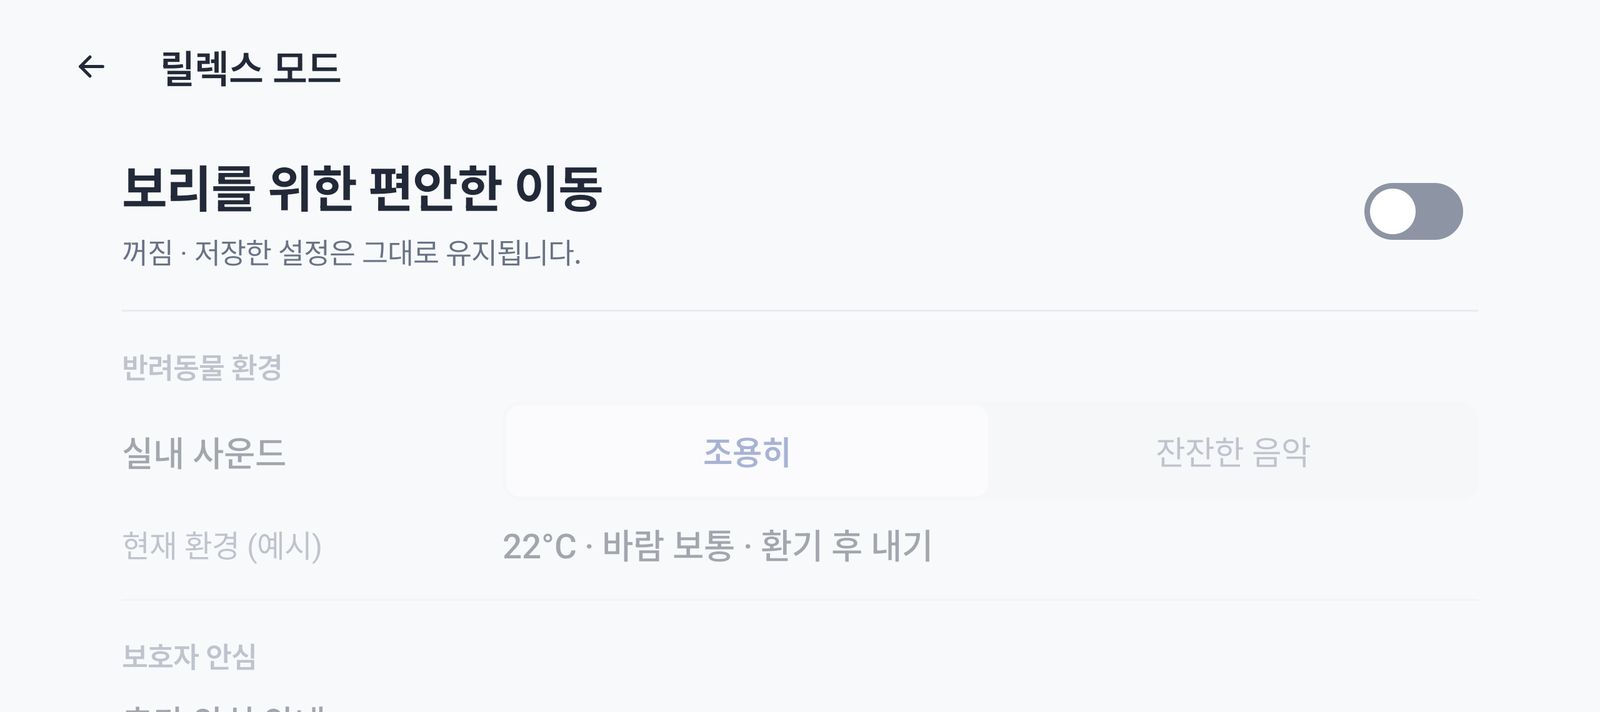 릴렉스 모드
보리를 위한 편안한 이동
꺼짐 · 저장한 설정은 그대로 유지됩니다.
반려동물 환경
실내 사운드 조용히 잔잔한 음악
현재 환경 (예시) 22°C · 바람 보통 · 환기 후 내기
보호자 안심